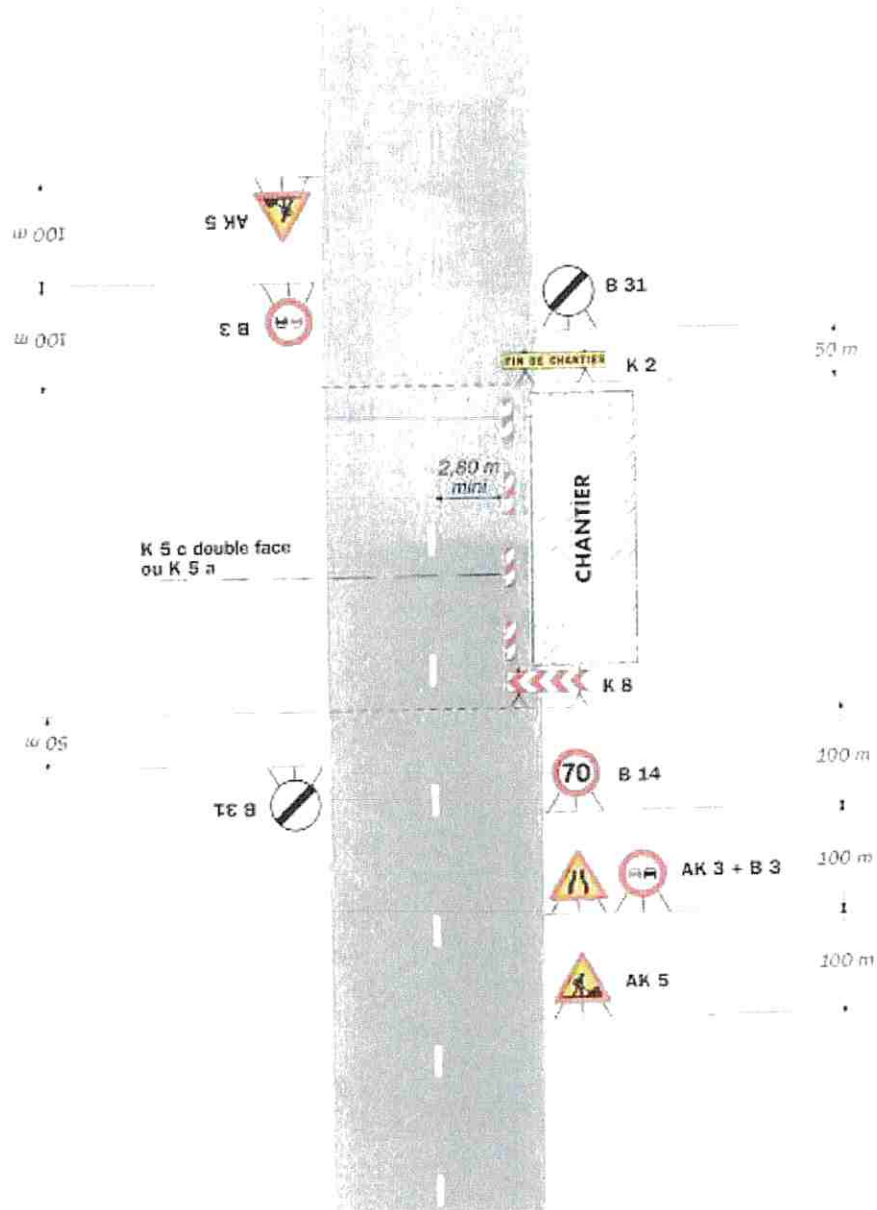 AK 5
100 m
B 31
B 3
100 m
50 m
FIN DE CHANTIER
K 2
2,80 m
mini
CHANTIER
K 5 c double face
ou K 5 a
K 8
50 m
100 m
70
B 14
B 31
100 m
AK 3 + B 3
100 m
AK 5